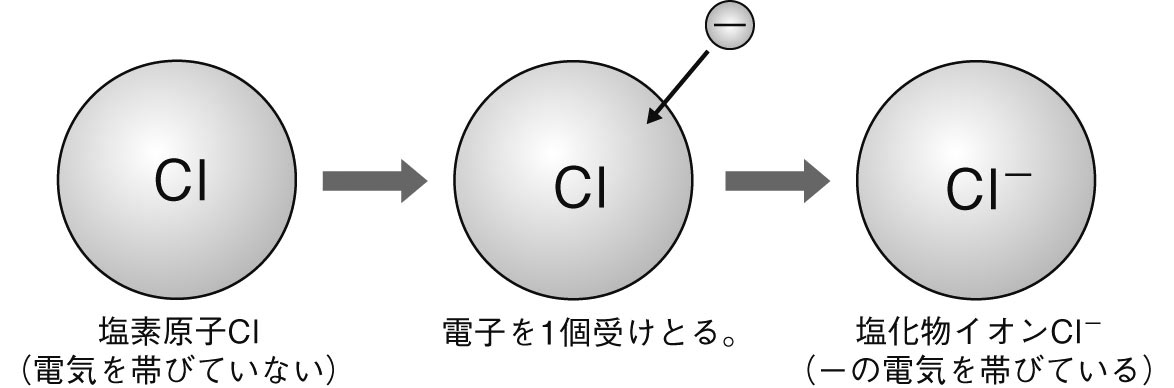 −
Cl
Cl
Cl⁻
塩素原子Cl
(電気を帯びていない)
電子を1個受けとる。
塩化物イオンCl⁻
(−の電気を帯びている)